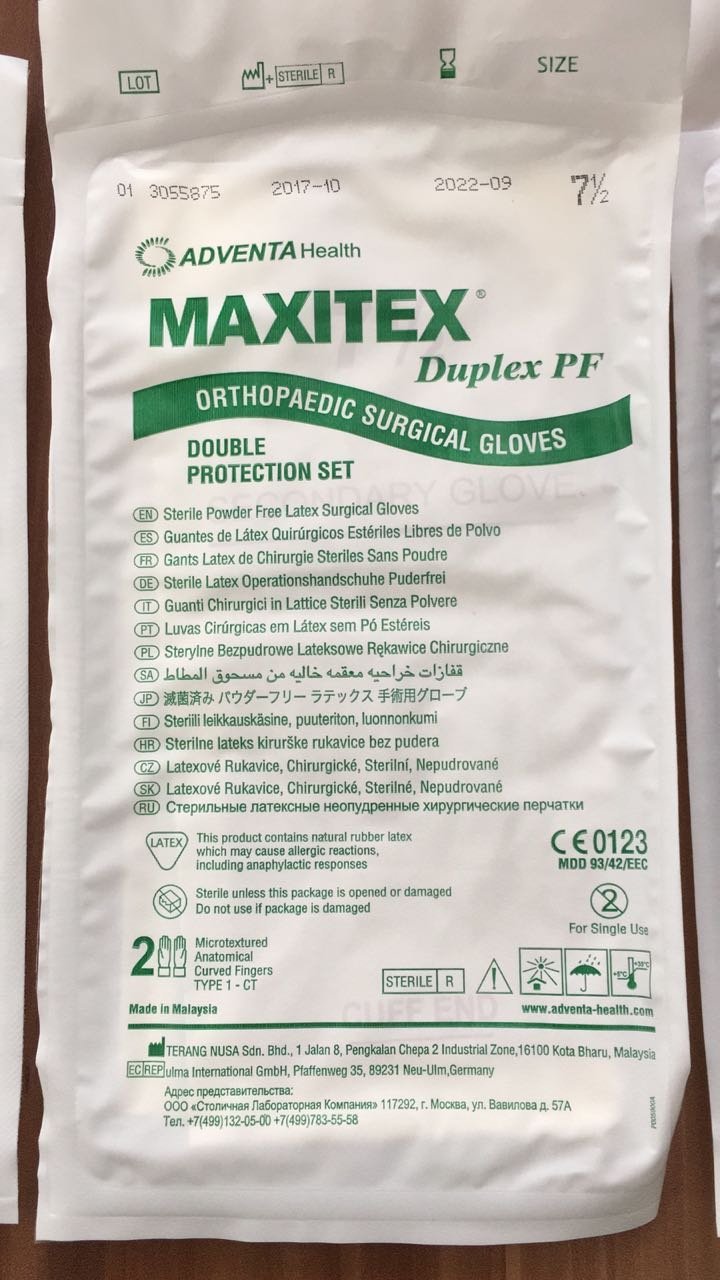 LOT
+ STERILE R
SIZE
01 3055875 2017-10 2022-09 7½
ADVENTA Health
MAXITEX®
Duplex PF
ORTHOPAEDIC SURGICAL GLOVES
DOUBLE
PROTECTION SET
SECONDARY GLOVE
EN Sterile Powder Free Latex Surgical Gloves
ES Guantes de Látex Quirúrgicos Estériles Libres de Polvo
FR Gants Latex de Chirurgie Steriles Sans Poudre
DE Sterile Latex Operationshandschuhe Puderfrei
IT Guanti Chirurgici in Lattice Sterili Senza Polvere
PT Luvas Cirúrgicas em Látex sem Pó Estéreis
PL Sterylne Bezpudrowe Lateksowe Rękawice Chirurgiczne
SA قفازات خراحيه معقمه خاليه من مسحوق المطاط
JP 滅菌済み パウダーフリー ラテックス 手術用グローブ
FI Steriili leikkauskäsine, puuteriton, luonnonkumi
HR Sterilne lateks kirurške rukavice bez pudera
CZ Latexové Rukavice, Chirurgické, Sterilní, Nepudrované
SK Latexové Rukavice, Chirurgické, Sterilné, Nepudrované
RU Стерильные латексные неопудренные хирургические перчатки
LATEX
This product contains natural rubber latex
which may cause allergic reactions,
including anaphylactic responses
CE 0123
MDD 93/42/EEC
Sterile unless this package is opened or damaged
Do not use if package is damaged
2
For Single Use
2
Microtextured
Anatomical
Curved Fingers
TYPE 1 - CT
STERILE R
+5°C +38°C
CUFF END
Made in Malaysia
www.adventa-health.com
TERANG NUSA Sdn. Bhd., 1 Jalan 8, Pengkalan Chepa 2 Industrial Zone,16100 Kota Bharu, Malaysia
EC REP ulma International GmbH, Pfaffenweg 35, 89231 Neu-Ulm,Germany
Адрес представительства:
ООО «Столичная Лабораторная Компания» 117292, г. Москва, ул. Вавилова д. 57А
Тел. +7(499)132-05-00 +7(499)783-55-58